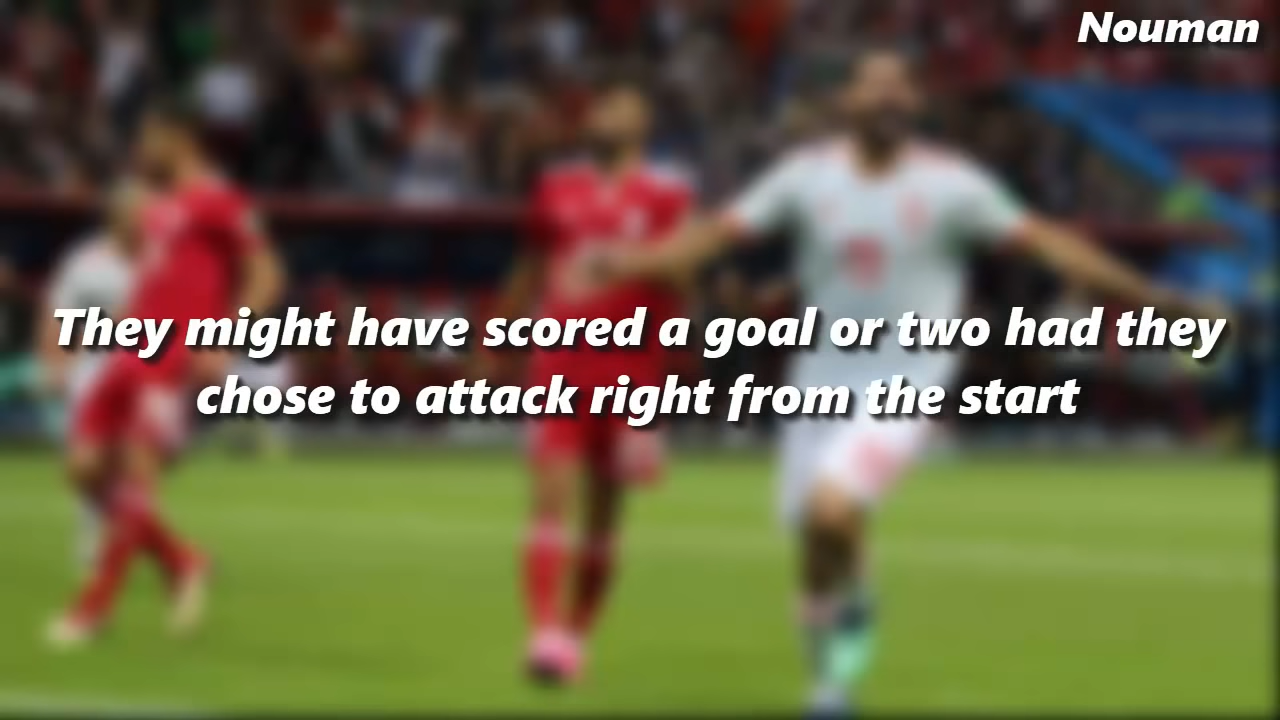 Nouman
They might have scored a goal or two had they
chose to attack right from the start